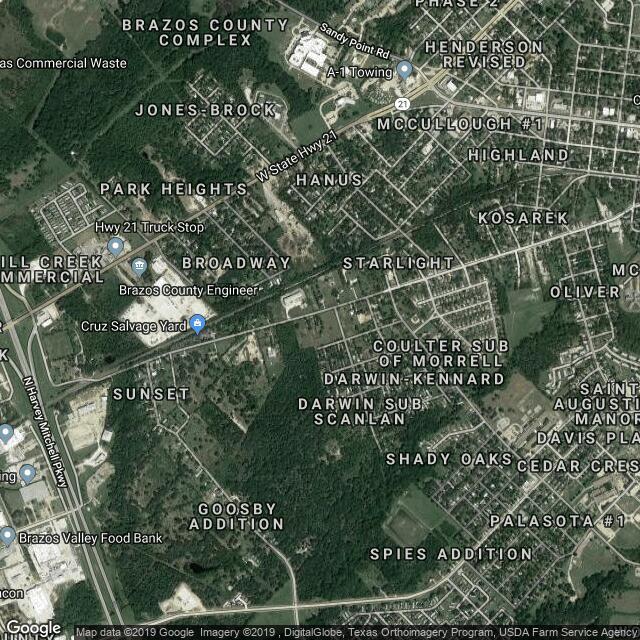 PHASE 2
BRAZOS COUNTY
COMPLEX
Sandy Point Rd
HENDERSON
REVISED
as Commercial Waste
A-1 Towing
21
JONES-BROCK
MCCULLOUGH #1
W State Hwy 21
HIGHLAND
HANUS
PARK HEIGHTS
KOSAREK
Hwy 21 Truck Stop
ILL CREEK
MMERCIAL
BROADWAY
STARLIGHT
MC
OLIVER
Brazos County Engineer
Cruz Salvage Yard
COULTER SUB
OF MORRELL
DARWIN-KENNARD
N Harvey Mitchell Pkwy
SUNSET
DARWIN SUB
SCANLAN
SAINT
AUGUSTI
MANOR
DAVIS PLA
SHADY OAKS
CEDAR CRES
ing
GOOSBY
ADDITION
PALASOTA #1
Brazos Valley Food Bank
SPIES ADDITION
acon
Google
Map data ©2019 Google Imagery ©2019 , DigitalGlobe, Texas Orthoimagery Program, USDA Farm Service Agency